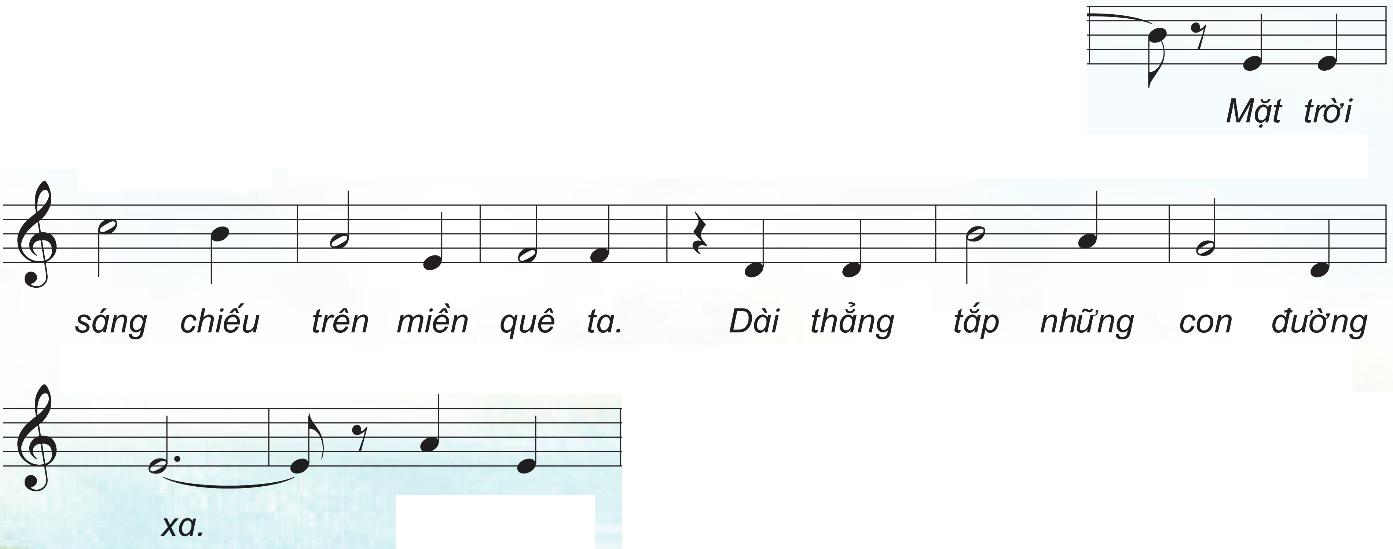 Mặt trời
sáng chiếu trên miền quê ta. Dài thẳng tắp những con đường
xa.